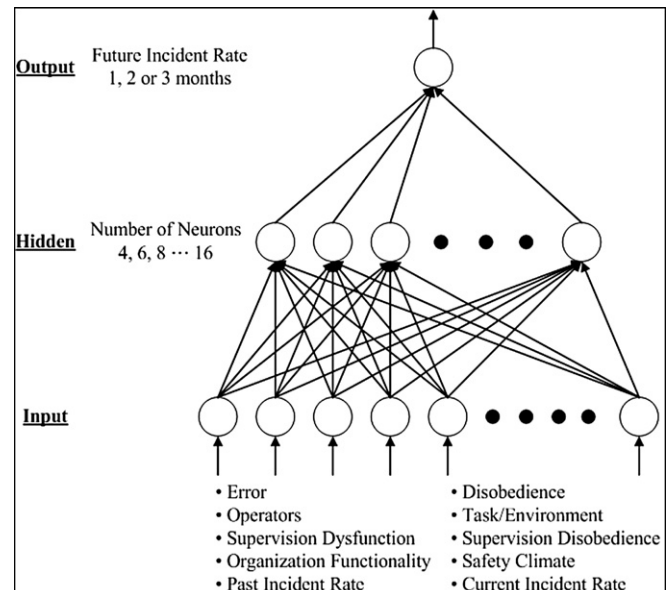 Output
Future Incident Rate
1, 2 or 3 months
Hidden
Number of Neurons
4, 6, 8 ··· 16
Input
• Error
• Operators
• Supervision Dysfunction
• Organization Functionality
• Past Incident Rate
• Disobedience
• Task/Environment
• Supervision Disobedience
• Safety Climate
• Current Incident Rate